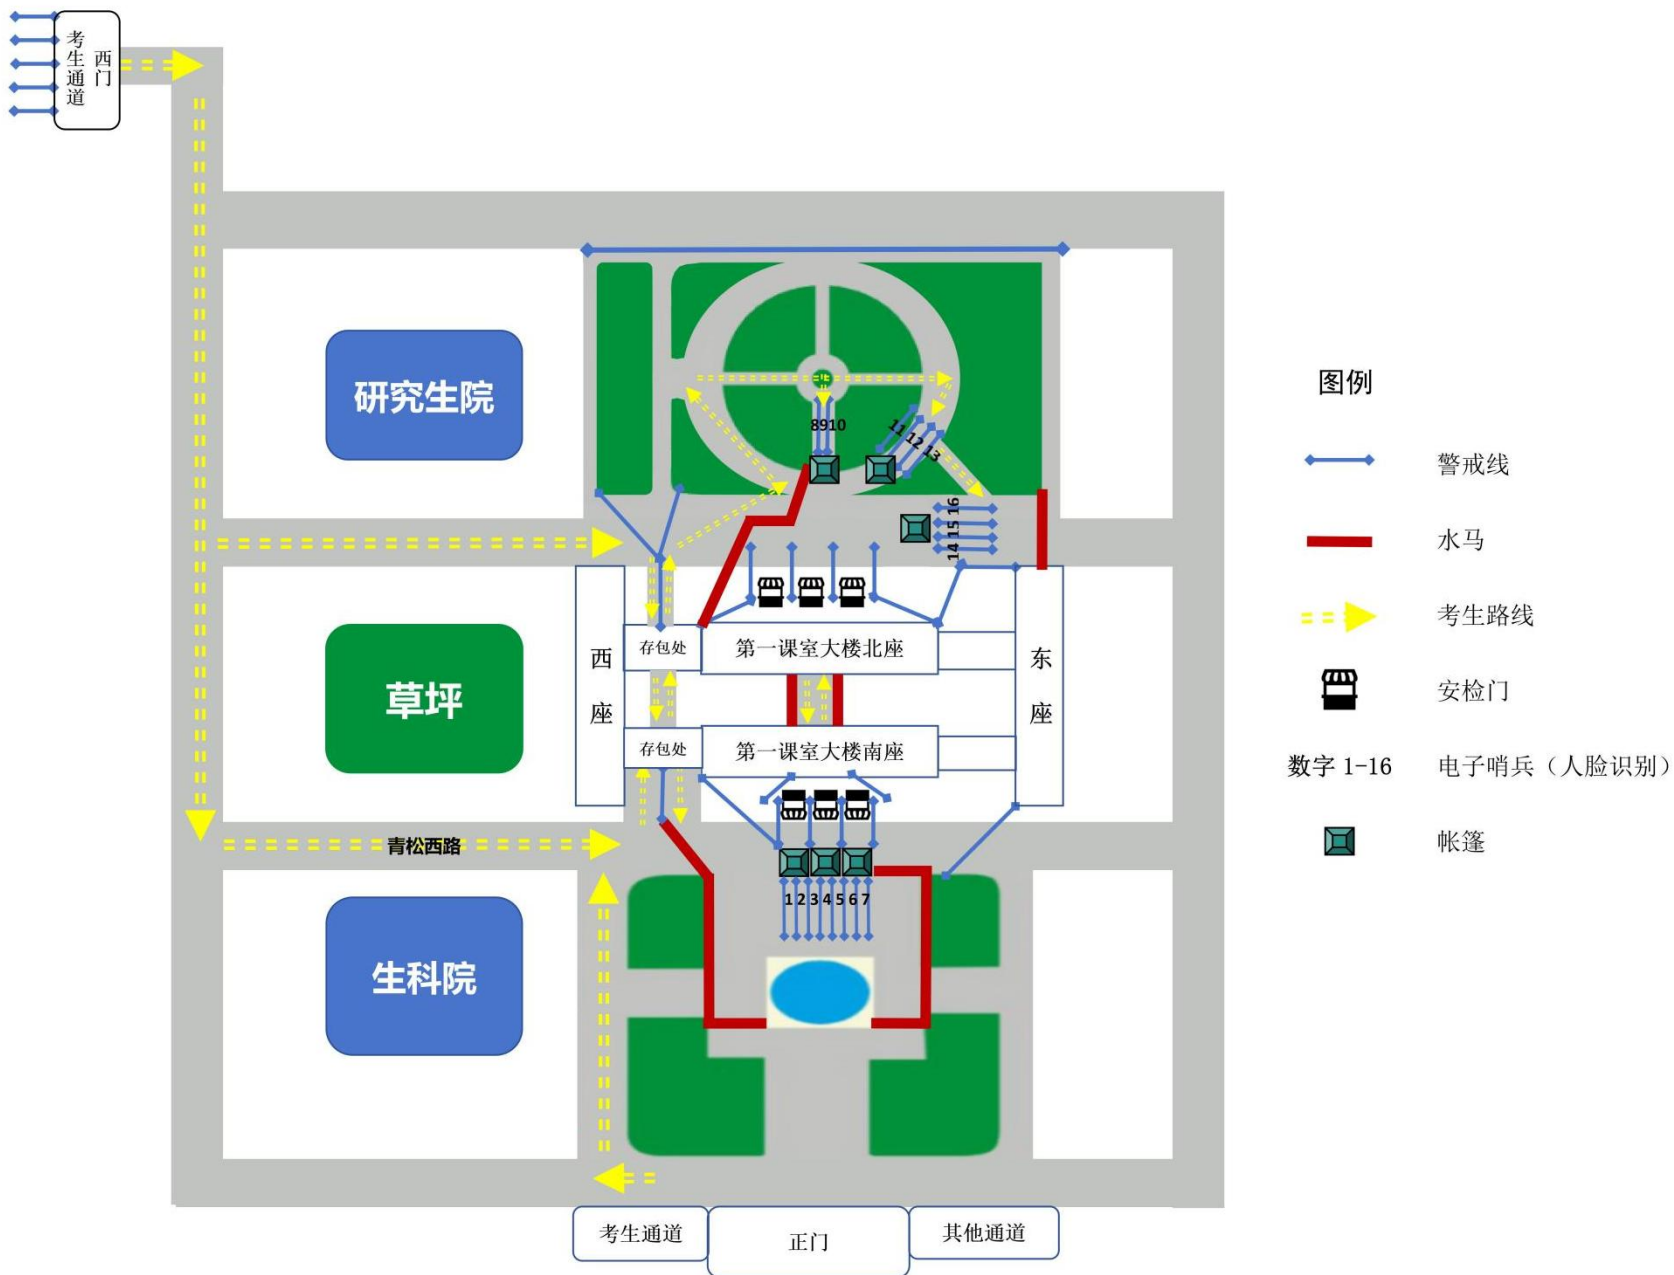 考生通道
西门
研究生院
8910
11
12
13
16
15
14
图例
警戒线
水马
考生路线
安检门
数字 1-16
电子哨兵（人脸识别）
帐篷
西座
存包处
第一课室大楼北座
东座
草坪
存包处
第一课室大楼南座
青松西路
1 2 3 4 5 6 7
生科院
考生通道
正门
其他通道